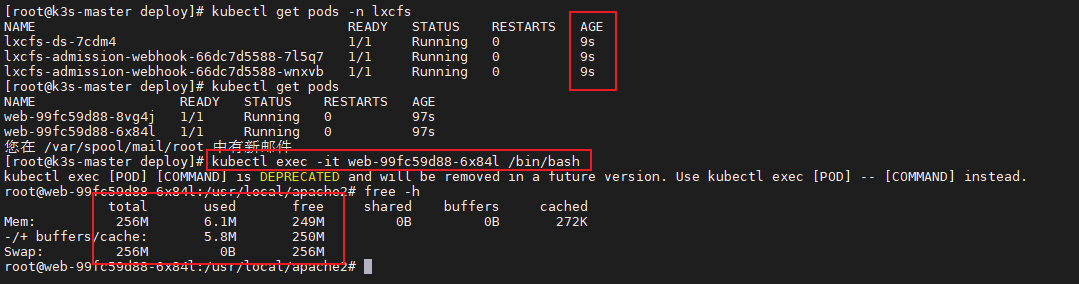 [root@k3s-master deploy]# kubectl get pods -n lxcfs
NAME READY STATUS RESTARTS AGE
lxcfs-ds-7cdm4 1/1 Running 0 9s
lxcfs-admission-webhook-66dc7d5588-7l5q7 1/1 Running 0 9s
lxcfs-admission-webhook-66dc7d5588-wnxvb 1/1 Running 0 9s
[root@k3s-master deploy]# kubectl get pods
NAME READY STATUS RESTARTS AGE
web-99fc59d88-8vg4j 1/1 Running 0 97s
web-99fc59d88-6x84l 1/1 Running 0 97s
您在 /var/spool/mail/root 中有新邮件
[root@k3s-master deploy]# kubectl exec -it web-99fc59d88-6x84l /bin/bash
kubectl exec [POD] [COMMAND] is DEPRECATED and will be removed in a future version. Use kubectl exec [POD] -- [COMMAND] instead.
root@web-99fc59d88-6x84l:/usr/local/apache2# free -h
total used free shared buffers cached
Mem: 256M 6.1M 249M 0B 0B 272K
-/+ buffers/cache: 5.8M 250M
Swap: 256M 0B 256M
root@web-99fc59d88-6x84l:/usr/local/apache2#